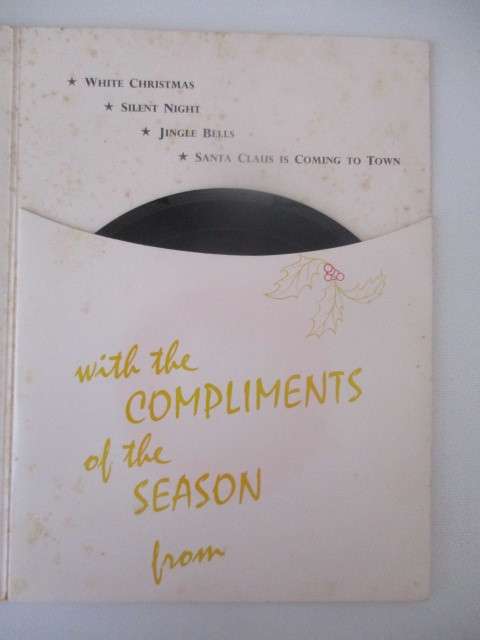 ★ White Christmas
★ Silent Night
★ Jingle Bells
★ Santa Claus is Coming to Town
with the
COMPLIMENTS
of the
SEASON
from